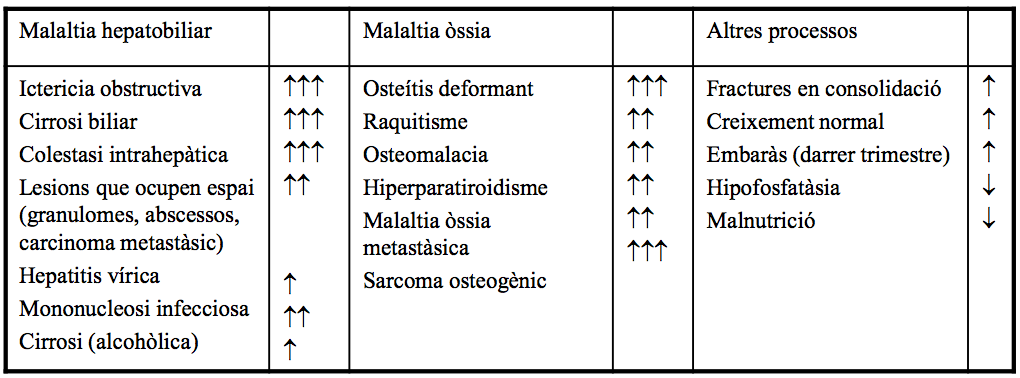 Malaltia hepatobiliar
Malaltia òssia
Altres processos
Ictericia obstructiva ↑↑↑
Cirrosi biliar ↑↑↑
Colestasi intrahepàtica ↑↑↑
Lesions que ocupen espai ↑↑
(granulomes, abscessos,
carcinoma metastàsic)
Hepatitis vírica ↑
Mononucleosi infecciosa ↑↑
Cirrosi (alcohòlica) ↑
Osteítis deformant ↑↑↑
Raquitisme ↑↑
Osteomalacia ↑↑
Hiperparatiroidisme ↑↑
Malaltia òssia ↑↑
metastàsica ↑↑↑
Sarcoma osteogènic
Fractures en consolidació ↑
Creixement normal ↑
Embaràs (darrer trimestre) ↑
Hipofosfatàsia ↓
Malnutrició ↓